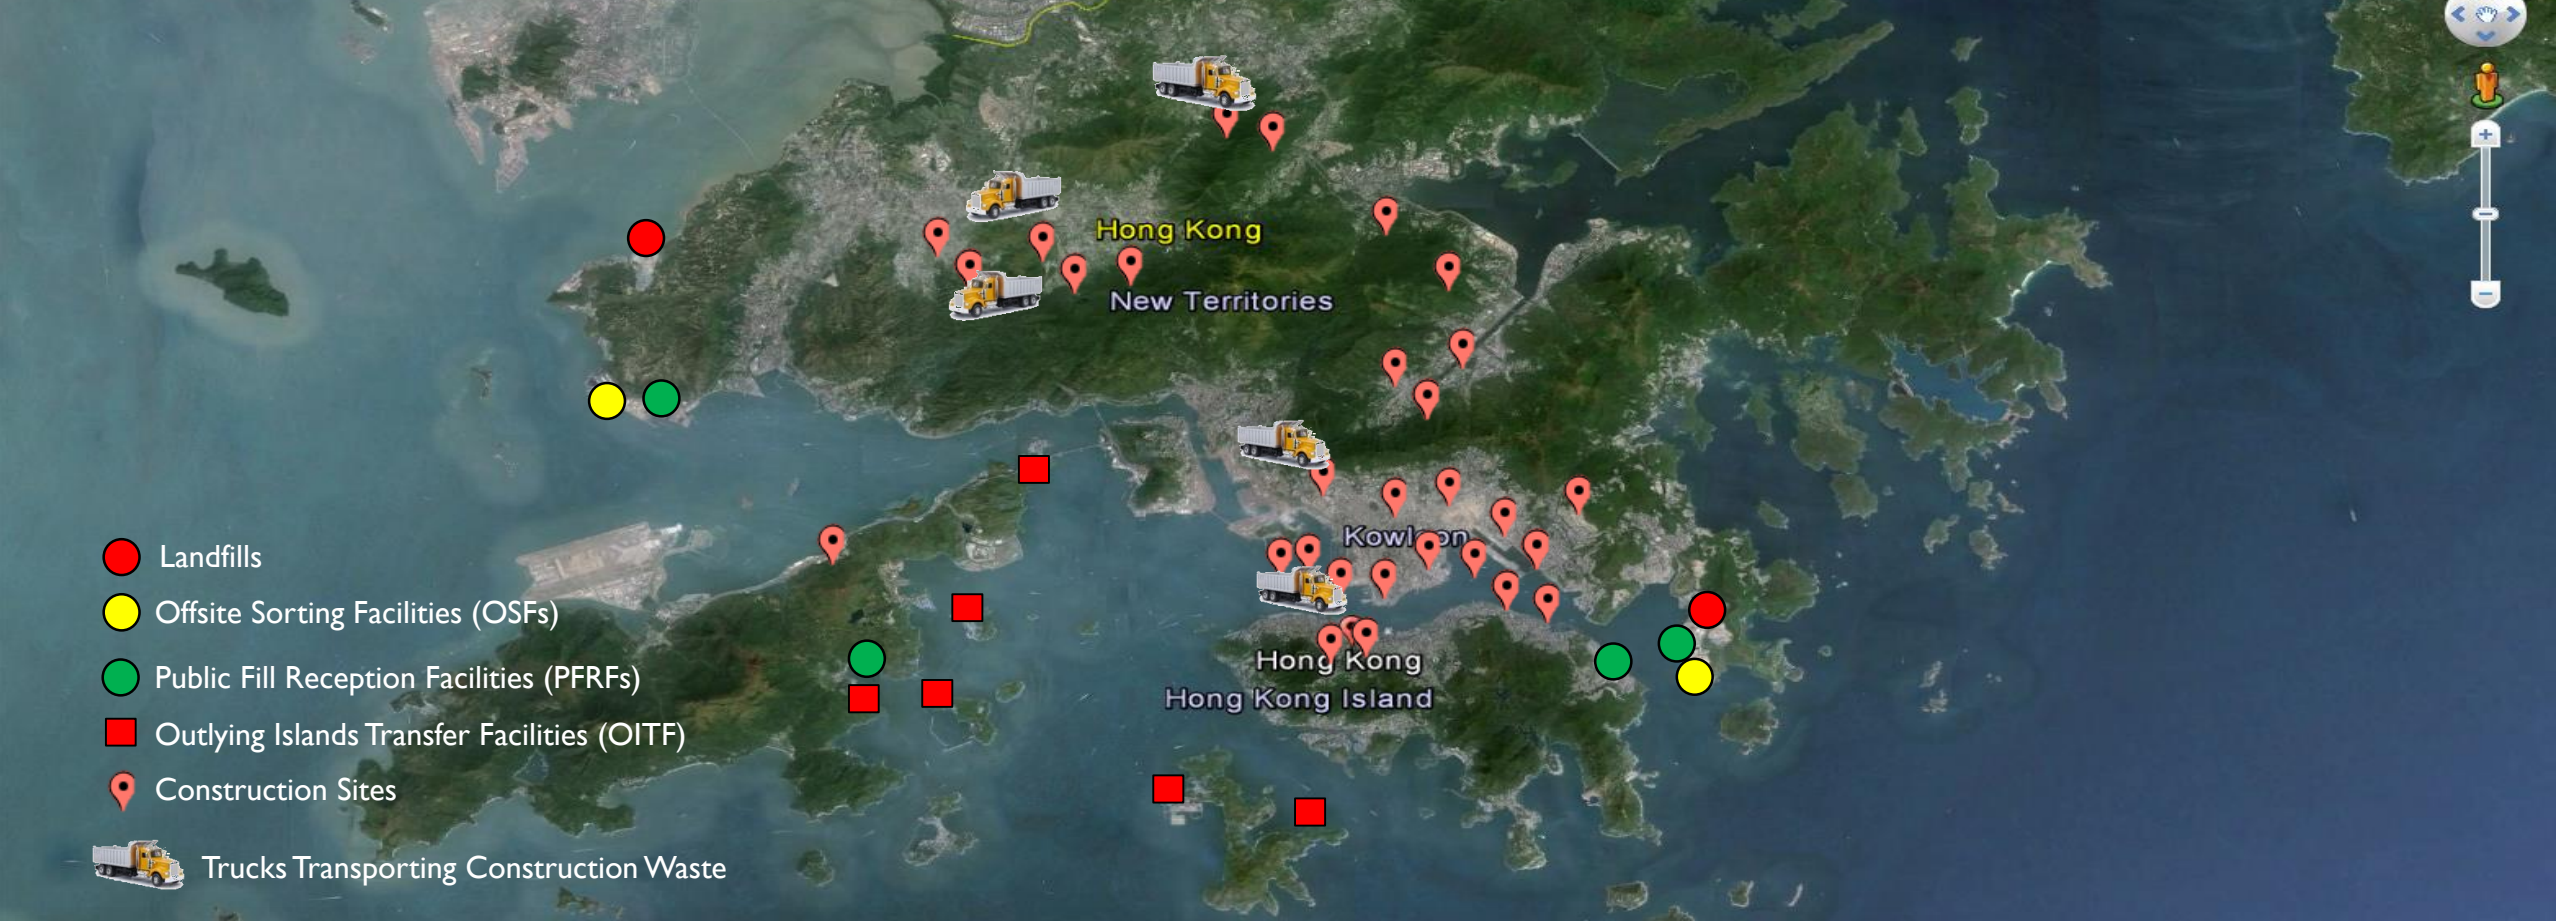 Hong Kong
New Territories
Kowloon
Hong Kong
Hong Kong Island
Landfills
Offsite Sorting Facilities (OSFs)
Public Fill Reception Facilities (PFRFs)
Outlying Islands Transfer Facilities (OITF)
Construction Sites
Trucks Transporting Construction Waste